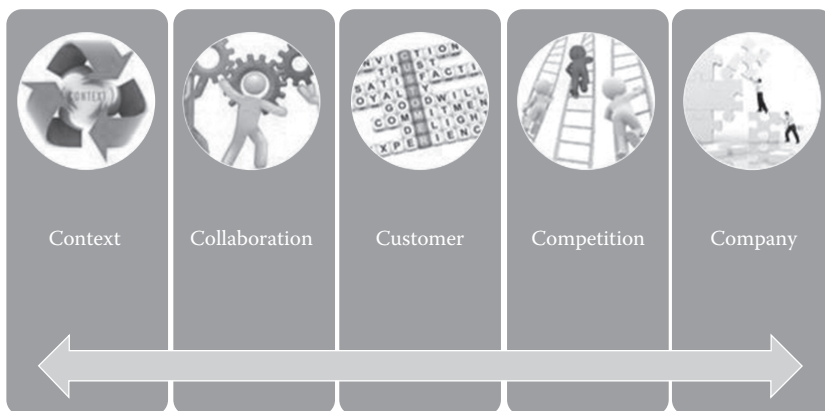 CONTEXT
Context
Collaboration
Customer
Competition
Company